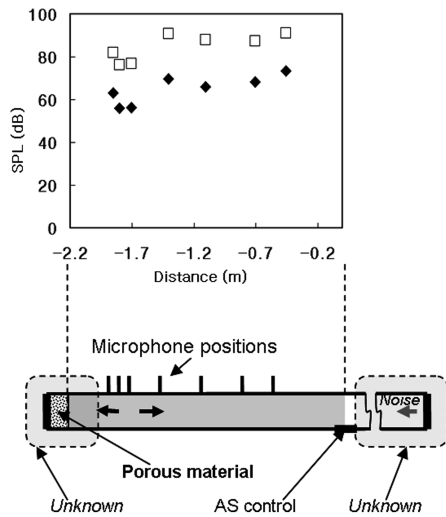 100
80
60
40
20
0
SPL (dB)
−2.2 −1.7 −1.2 −0.7 −0.2
Distance (m)
Microphone positions
Noise
Porous material
Unknown
AS control
Unknown